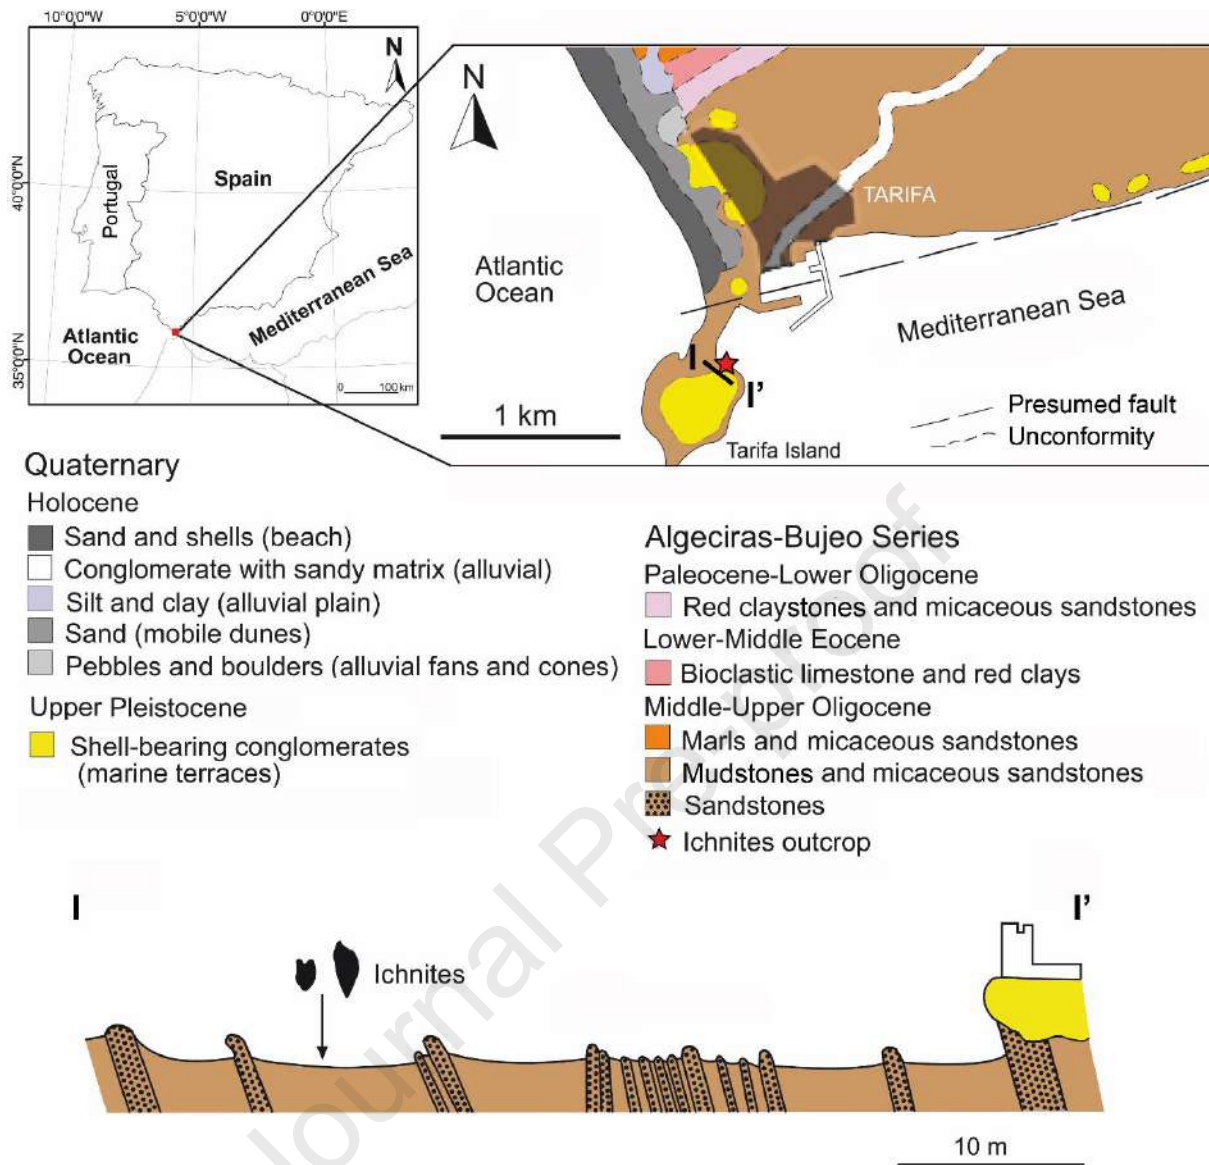 10°0'0"W
5°0'0"W
0°0'0"E
40°0'0"N
35°0'0"N
N
Portugal
Spain
Mediterranean Sea
Atlantic
Ocean
0 100 km
N
TARIFA
Atlantic
Ocean
Mediterranean Sea
I
I'
1 km
Tarifa Island
Presumed fault
Unconformity
Quaternary
Holocene
Sand and shells (beach)
Conglomerate with sandy matrix (alluvial)
Silt and clay (alluvial plain)
Sand (mobile dunes)
Pebbles and boulders (alluvial fans and cones)
Upper Pleistocene
Shell-bearing conglomerates
(marine terraces)
Algeciras-Bujeo Series
Paleocene-Lower Oligocene
Red claystones and micaceous sandstones
Lower-Middle Eocene
Bioclastic limestone and red clays
Middle-Upper Oligocene
Marls and micaceous sandstones
Mudstones and micaceous sandstones
Sandstones
Ichnites outcrop
I
I'
Ichnites
10 m
Journal Pre-proof